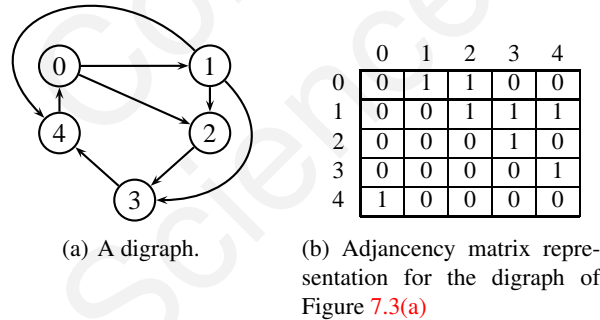 0
1
2
3
4
(a) A digraph.
0 1 2 3 4
0 0 1 1 0 0
1 0 0 1 1 1
2 0 0 0 1 0
3 0 0 0 0 1
4 1 0 0 0 0
(b) Adjancency matrix repre-
sentation for the digraph of
Figure 7.3(a)